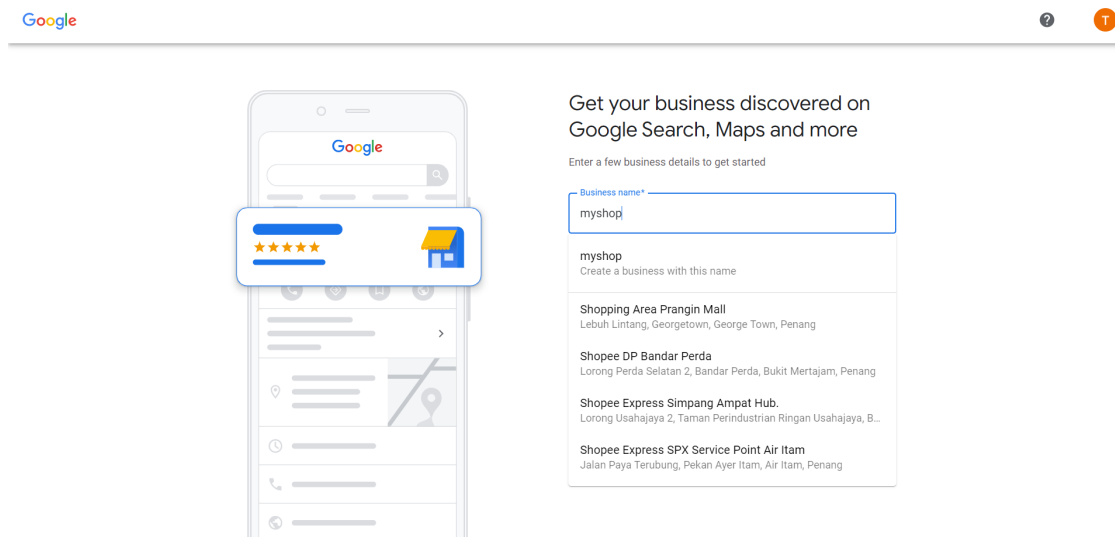 Google
T
Google
Get your business discovered on
Google Search, Maps and more
Enter a few business details to get started
Business name*
myshop
myshop
Create a business with this name
Shopping Area Prangin Mall
Lebuh Lintang, Georgetown, George Town, Penang
Shopee DP Bandar Perda
Lorong Perda Selatan 2, Bandar Perda, Bukit Mertajam, Penang
Shopee Express Simpang Ampat Hub.
Lorong Usahajaya 2, Taman Perindustrian Ringan Usahajaya, B...
Shopee Express SPX Service Point Air Itam
Jalan Paya Terubung, Pekan Ayer Itam, Air Itam, Penang